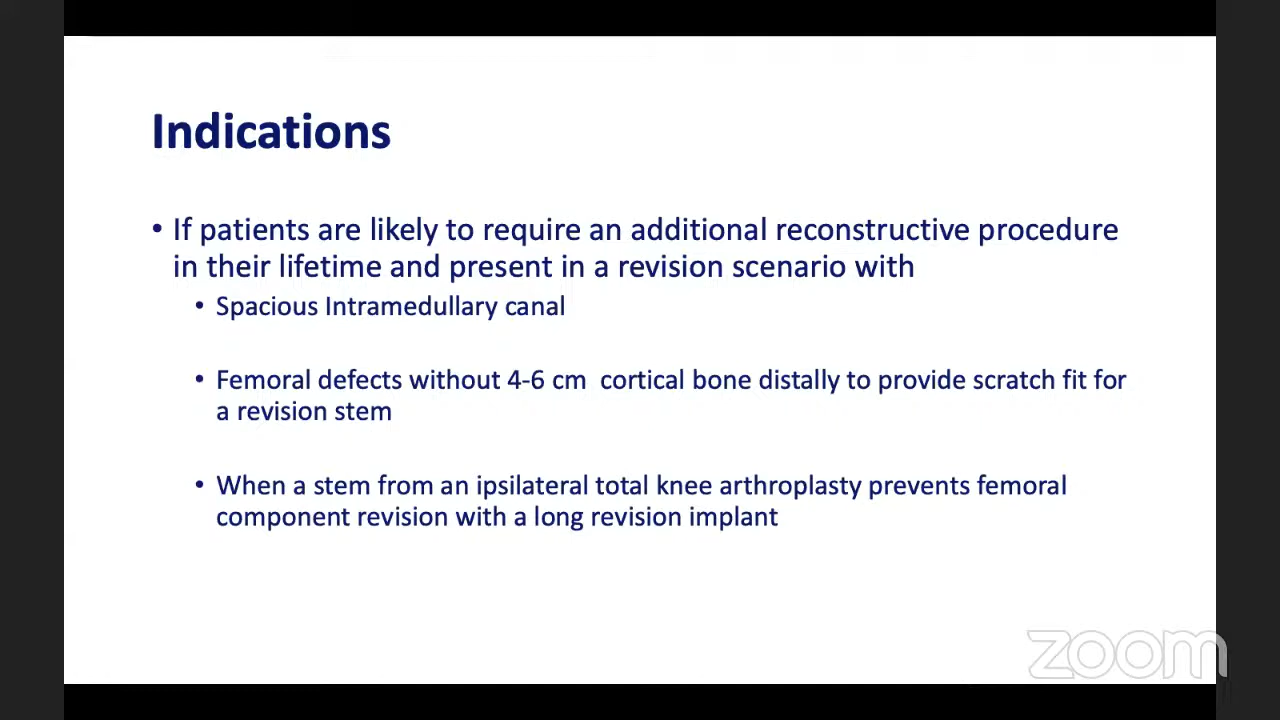 Indications
• If patients are likely to require an additional reconstructive procedure
in their lifetime and present in a revision scenario with
• Spacious Intramedullary canal
• Femoral defects without 4-6 cm  cortical bone distally to provide scratch fit for
a revision stem
• When a stem from an ipsilateral total knee arthroplasty prevents femoral
component revision with a long revision implant
zoom